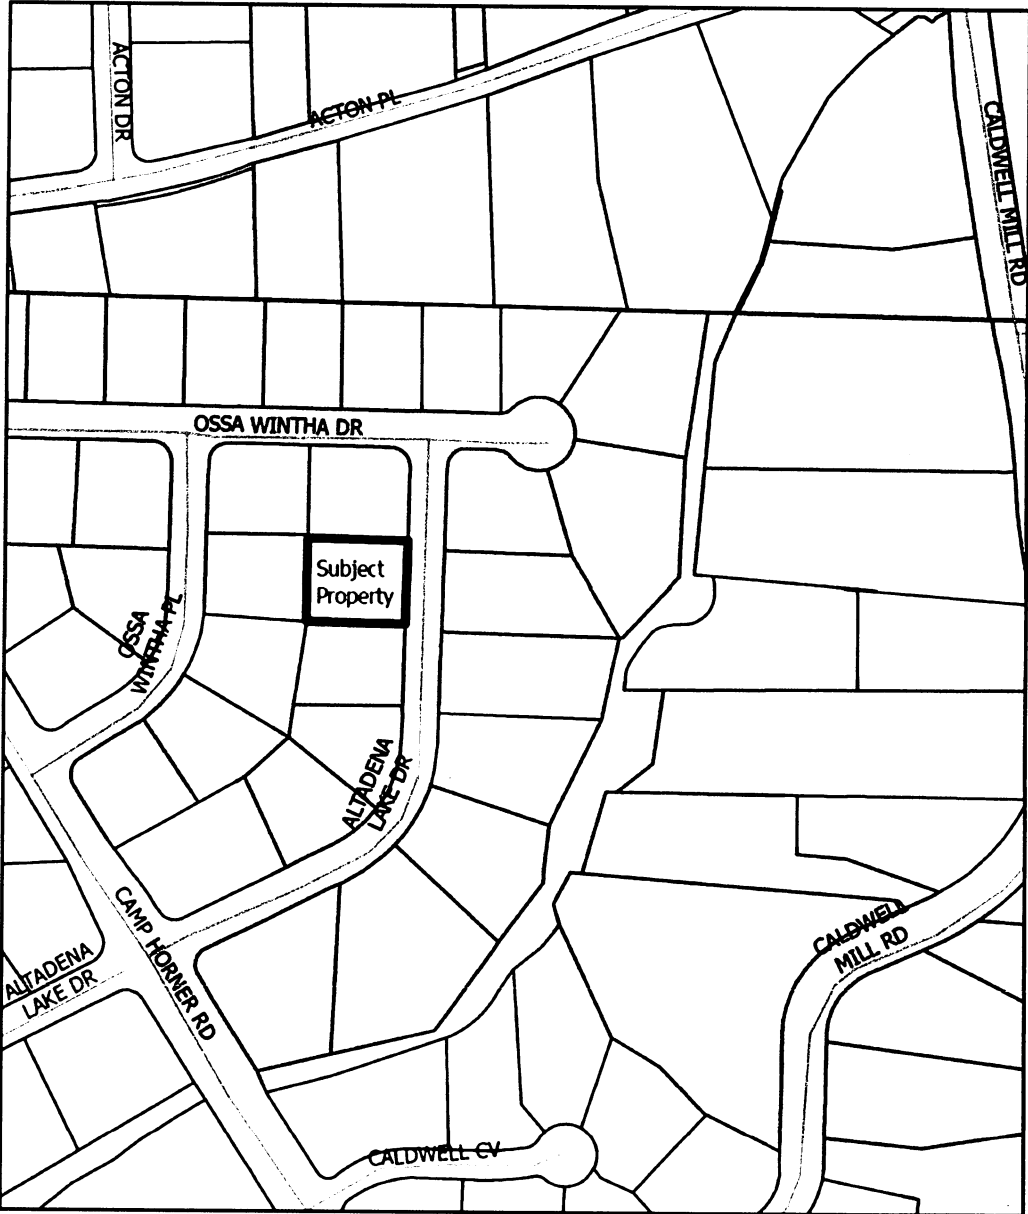 ACTON DR
ACTON PL
CALDWELL MILL RD
OSSA WINTHA DR
Subject
Property
OSSA
WINTHA PL
ALTADENA
LAKE DR
CAMP HORNER RD
CALDWELL
MILL RD
ALTADENA
LAKE DR
CALDWELL CV